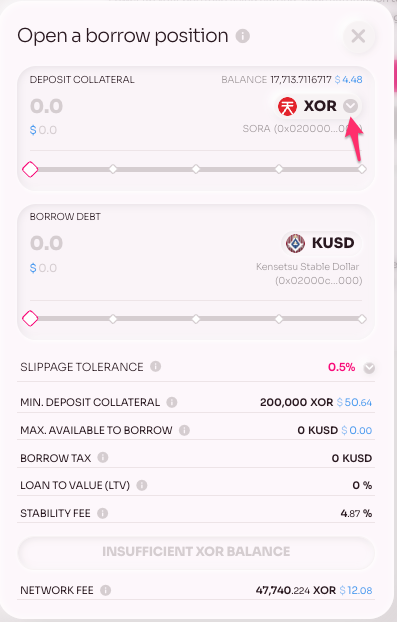 Open a borrow position
DEPOSIT COLLATERAL BALANCE 17,713.7116717 $4.48
0.0 XOR
$0.0 SORA (0x020000...000)
BORROW DEBT
0.0 KUSD
$0.0 Kensetsu Stable Dollar
(0x02000c...000)
SLIPPAGE TOLERANCE 0.5%
MIN. DEPOSIT COLLATERAL 200,000 XOR $50.64
MAX. AVAILABLE TO BORROW 0 KUSD $0.00
BORROW TAX 0 KUSD
LOAN TO VALUE (LTV) 0 %
STABILITY FEE 4.87 %
INSUFFICIENT XOR BALANCE
NETWORK FEE 47,740.224 XOR $12.08